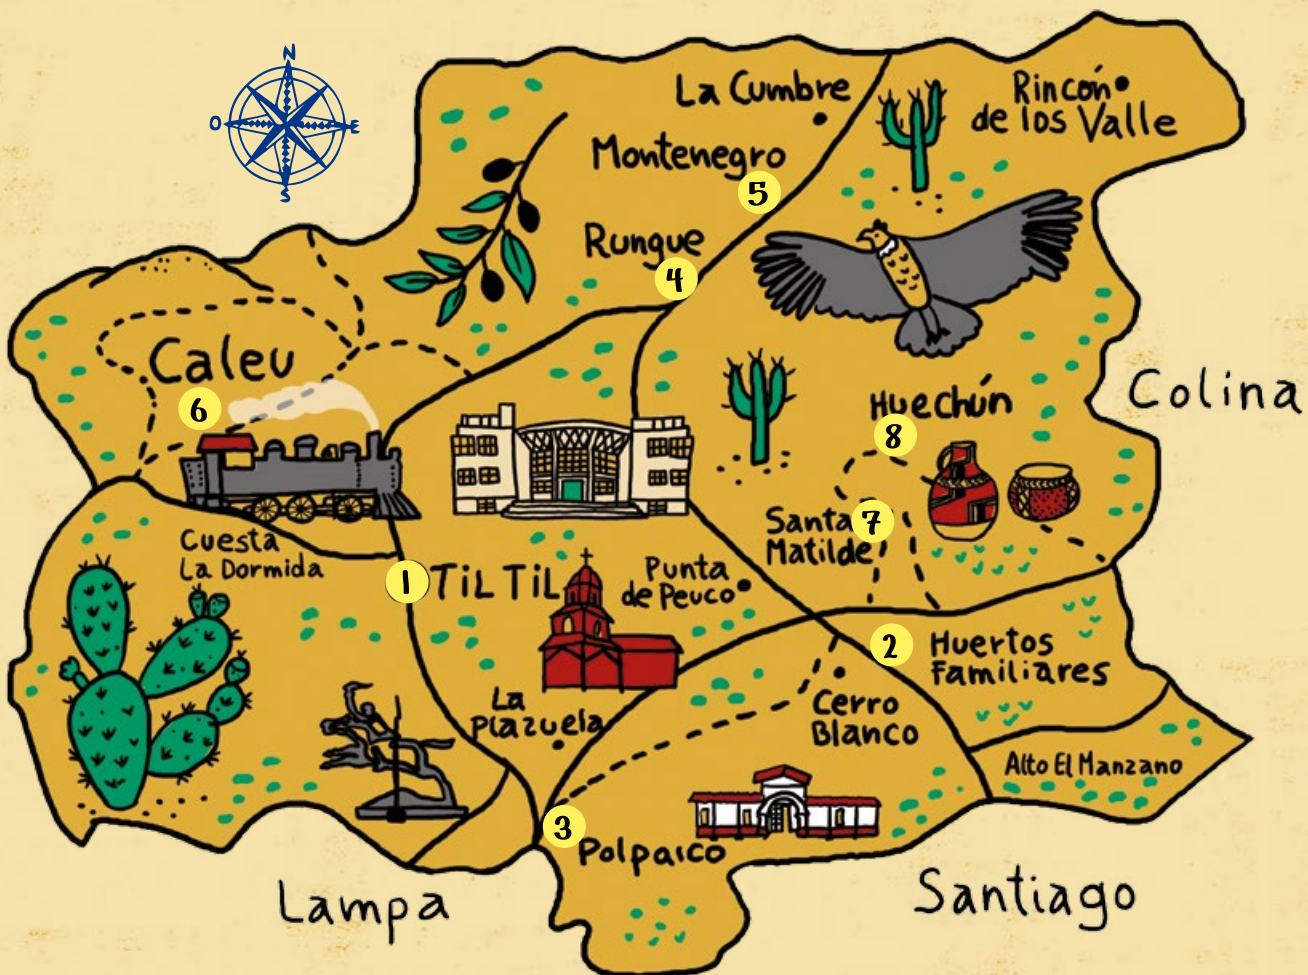 N
O
E
S
La Cumbre
Rincón
de los Valle
Montenegro
5
Rungue
4
Caleu
6
Colina
Huechún
8
Cuesta
La Dormida
Santa
Matilde
7
1
TiL TiL
Punta
de Peuco
2
Huertos
Familiares
La
Plazuela
Cerro
Blanco
Alto El Manzano
3
Polpaico
Lampa
Santiago